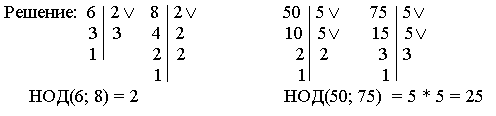 Решение: 6 | 2 ∨ 8 | 2 ∨ 50 | 5 ∨ 75 | 5 ∨
3 | 3 4 | 2 10 | 5 ∨ 15 | 5 ∨
1 | 2 | 2 2 | 2 3 | 3
1 | 1 | 1 |
НОД(6; 8) = 2 НОД(50; 75) = 5 * 5 = 25